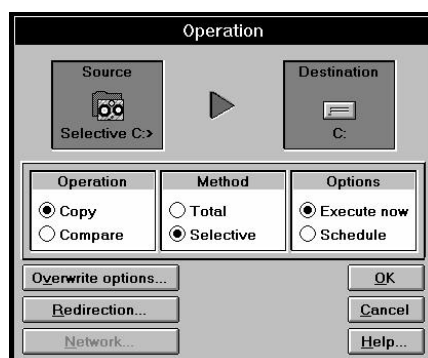 Operation
Source
Destination
Selective C:>
C:
Operation
Method
Options
Copy
Total
Execute now
Compare
Selective
Schedule
Overwrite options...
OK
Redirection...
Cancel
Network...
Help...